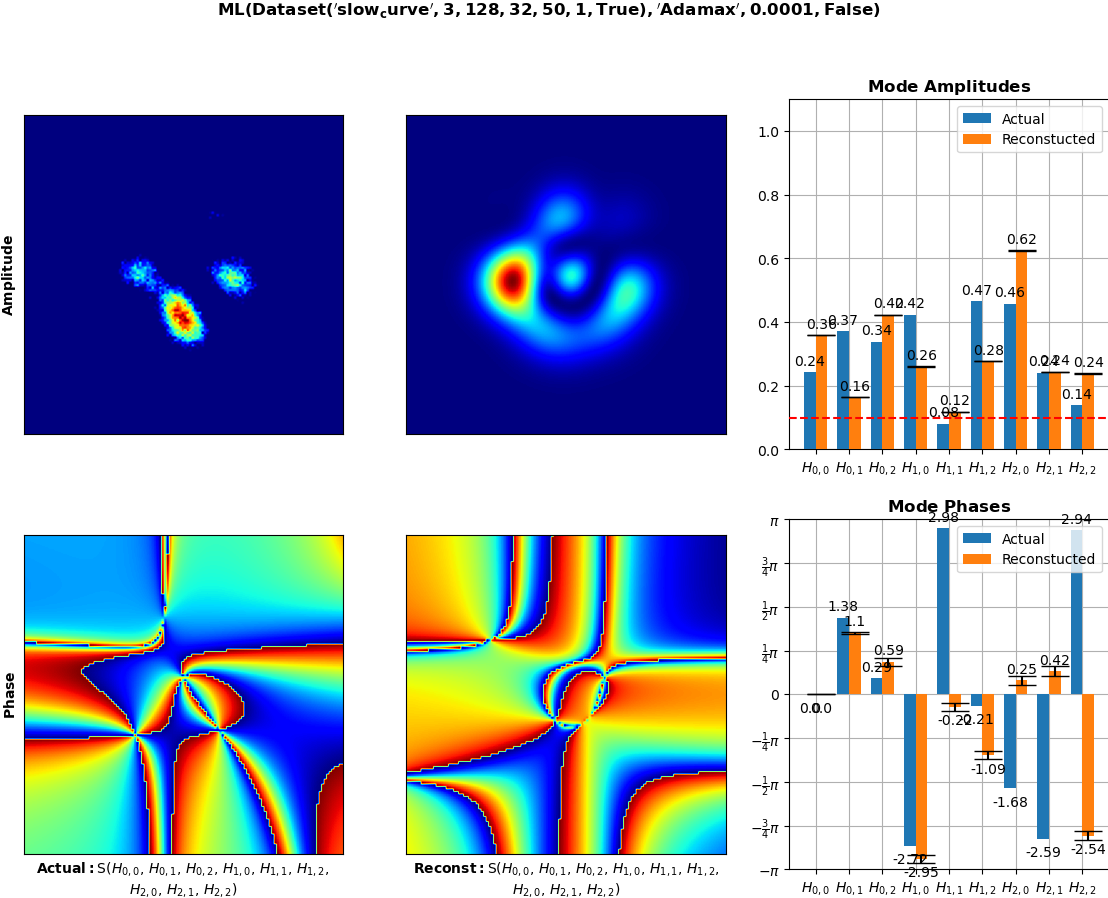 ML(Dataset('slow_curve', 3, 128, 32, 50, 1, True), 'Adamax', 0.0001, False)
Amplitude
Mode Amplitudes
Actual
Reconstucted
1.0
0.8
0.6
0.4
0.2
0.0
0.24 0.36 0.37 0.16 0.34 0.42 0.42 0.26 0.08 0.12 0.47 0.28 0.46 0.62 0.24 0.24 0.14 0.24
H0,0 H0,1 H0,2 H1,0 H1,1 H1,2 H2,0 H2,1 H2,2
Phase
Mode Phases
Actual
Reconstucted
π
3/4π
1/2π
1/4π
0
−1/4π
−1/2π
−3/4π
−π
0.0 0.0 1.38 1.1 0.29 0.59 -2.95 2.98 -0.22 -0.21 -1.09 -1.68 0.25 -2.59 0.42 2.94 -2.54
H0,0 H0,1 H0,2 H1,0 H1,1 H1,2 H2,0 H2,1 H2,2
Actual: S(H0,0, H0,1, H0,2, H1,0, H1,1, H1,2,
H2,0, H2,1, H2,2)
Reconst: S(H0,0, H0,1, H0,2, H1,0, H1,1, H1,2,
H2,0, H2,1, H2,2)